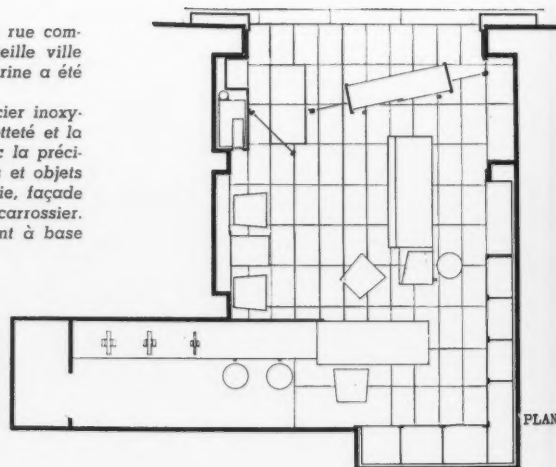 rue com-
eille ville
rine a été
cier inoxy-
tteté et la
c la préci-
s et objets
ie, façade
carrossier.
nt à base
PLAN